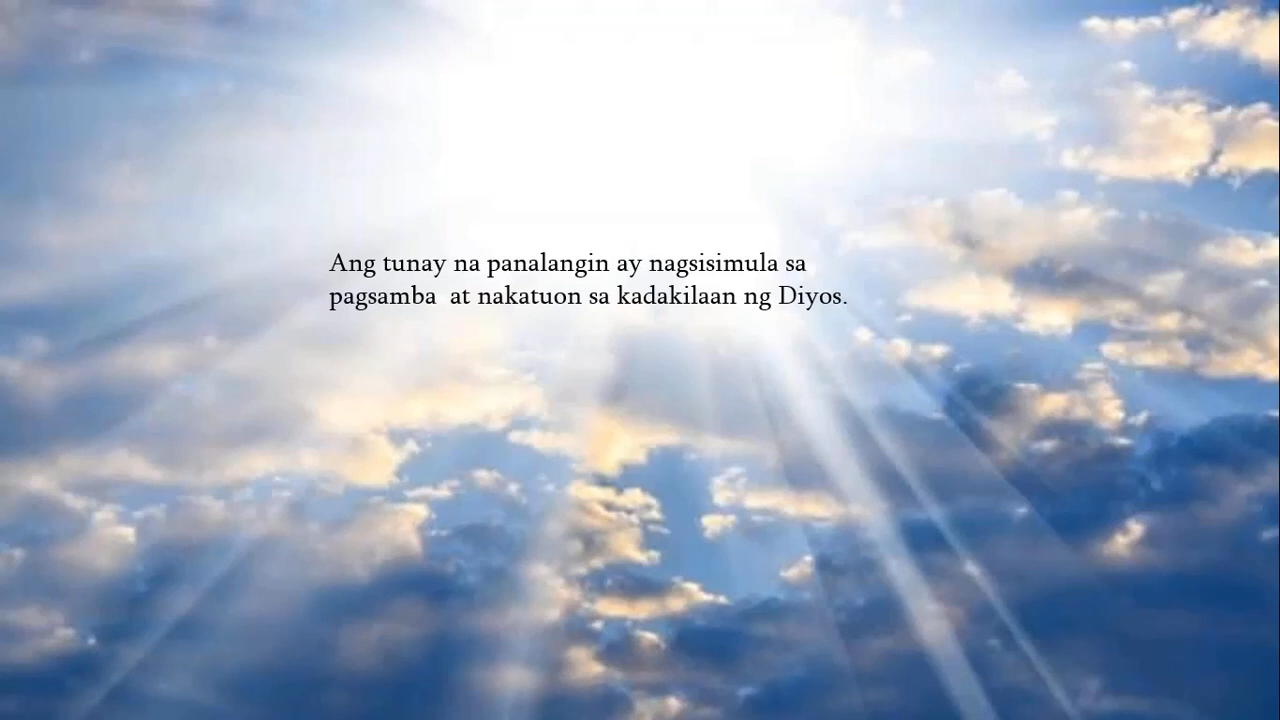 Ang tunay na panalangin ay nagsisimula sa
pagsamba  at nakatuon sa kadakilaan ng Diyos.